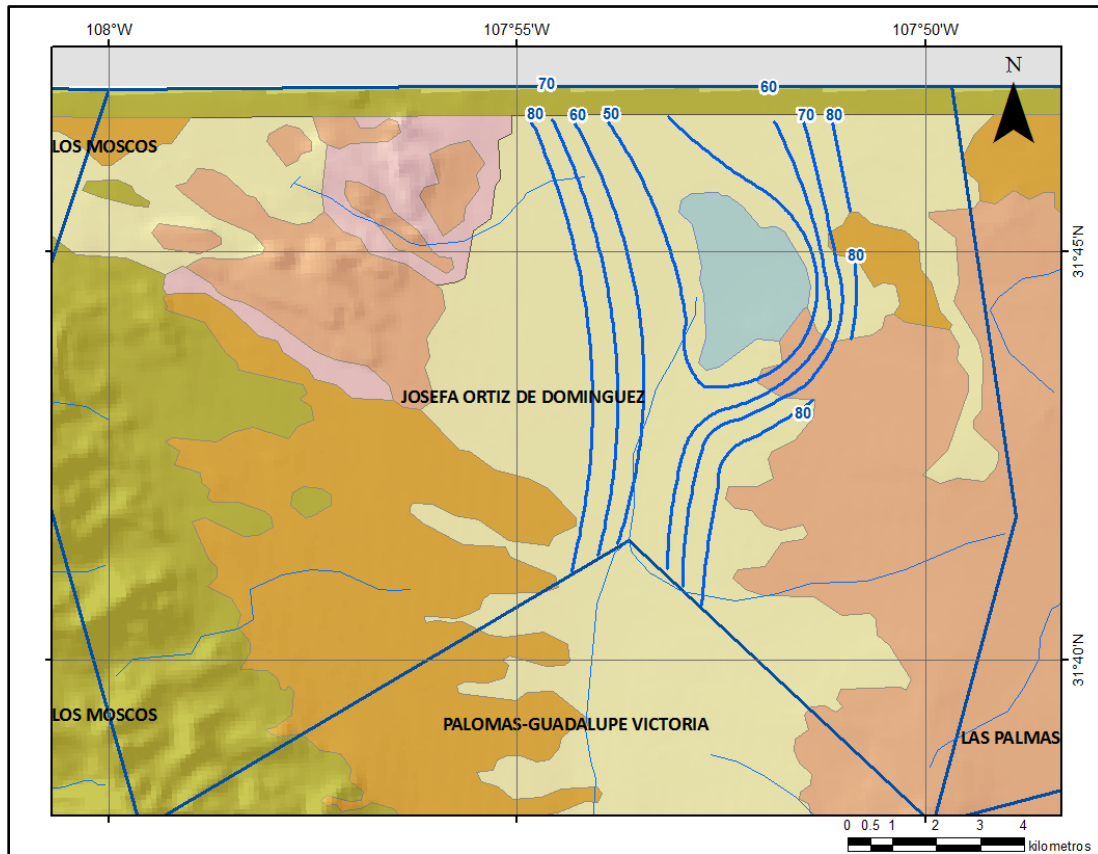 108°W 107°55'W 107°50'W
N
70 60
80 60 50 70 80
LOS MOSCOS
31°45'N
80
JOSEFA ORTIZ DE DOMINGUEZ
80
31°40'N
LOS MOSCOS
PALOMAS-GUADALUPE VICTORIA
LAS PALMAS
0 0.5 1 2 3 4
kilometros